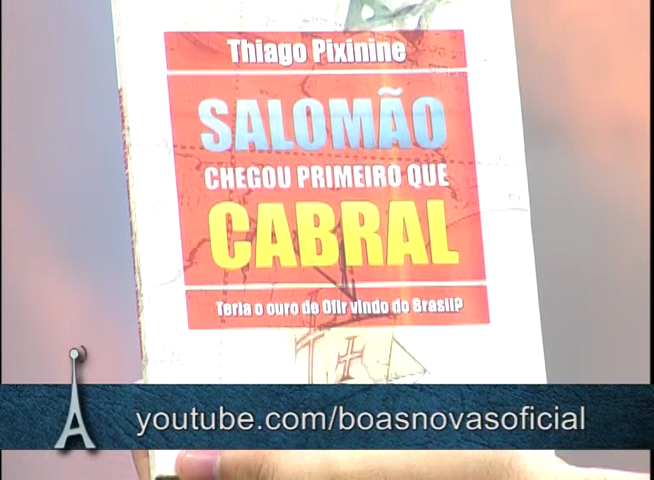 Thiago Pixinine
SALOMÃO
CHEGOU PRIMEIRO QUE
CABRAL
Teria o ouro de Ofir vindo do Brasil?
youtube.com/boasnovasoficial